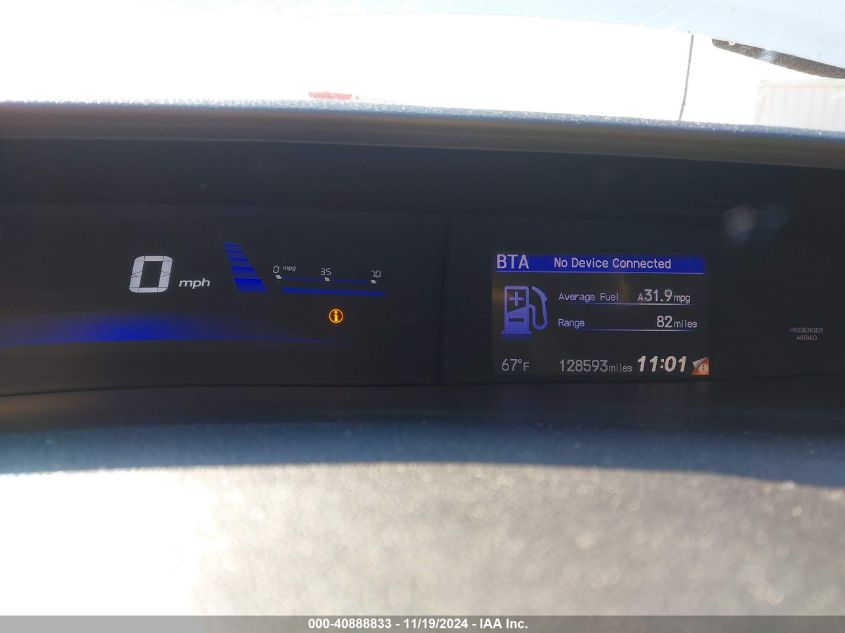 0 mph
0 mpg 35 70
BTA No Device Connected
Average Fuel A31.9mpg
Range 82miles
67°F 128593miles 11:01
PASSENGER
AIRBAG
000-40888833 - 11/19/2024 - IAA Inc.